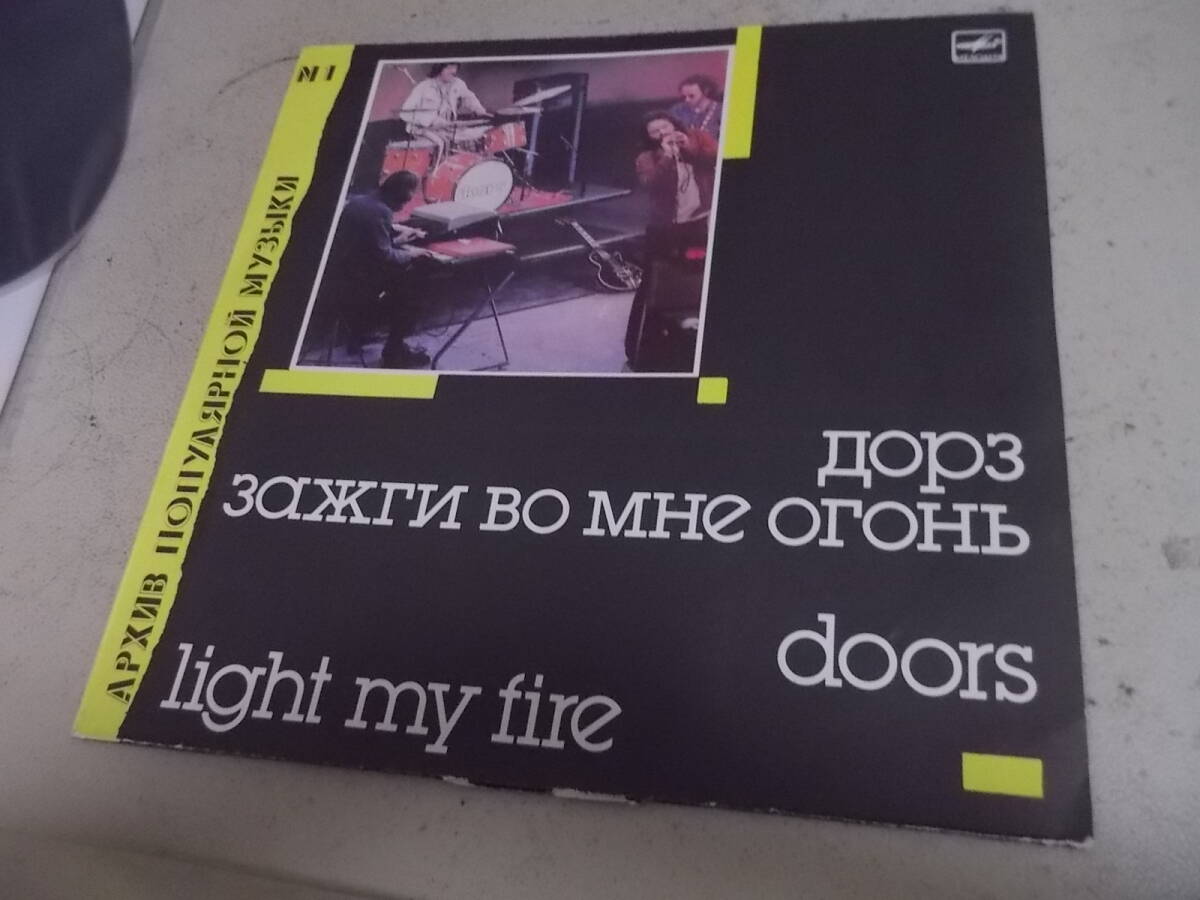 №1
АРХИВ ПОПУЛЯРНОЙ МУЗЫКИ
дорз
зажги во мне огонь
doors
light my fire